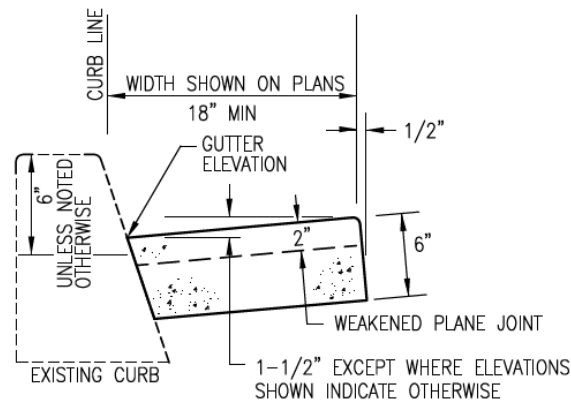 CURB LINE
WIDTH SHOWN ON PLANS
18" MIN
1/2"
GUTTER
ELEVATION
6"
UNLESS NOTED
OTHERWISE
2"
6"
WEAKENED PLANE JOINT
1-1/2" EXCEPT WHERE ELEVATIONS
SHOWN INDICATE OTHERWISE
EXISTING CURB